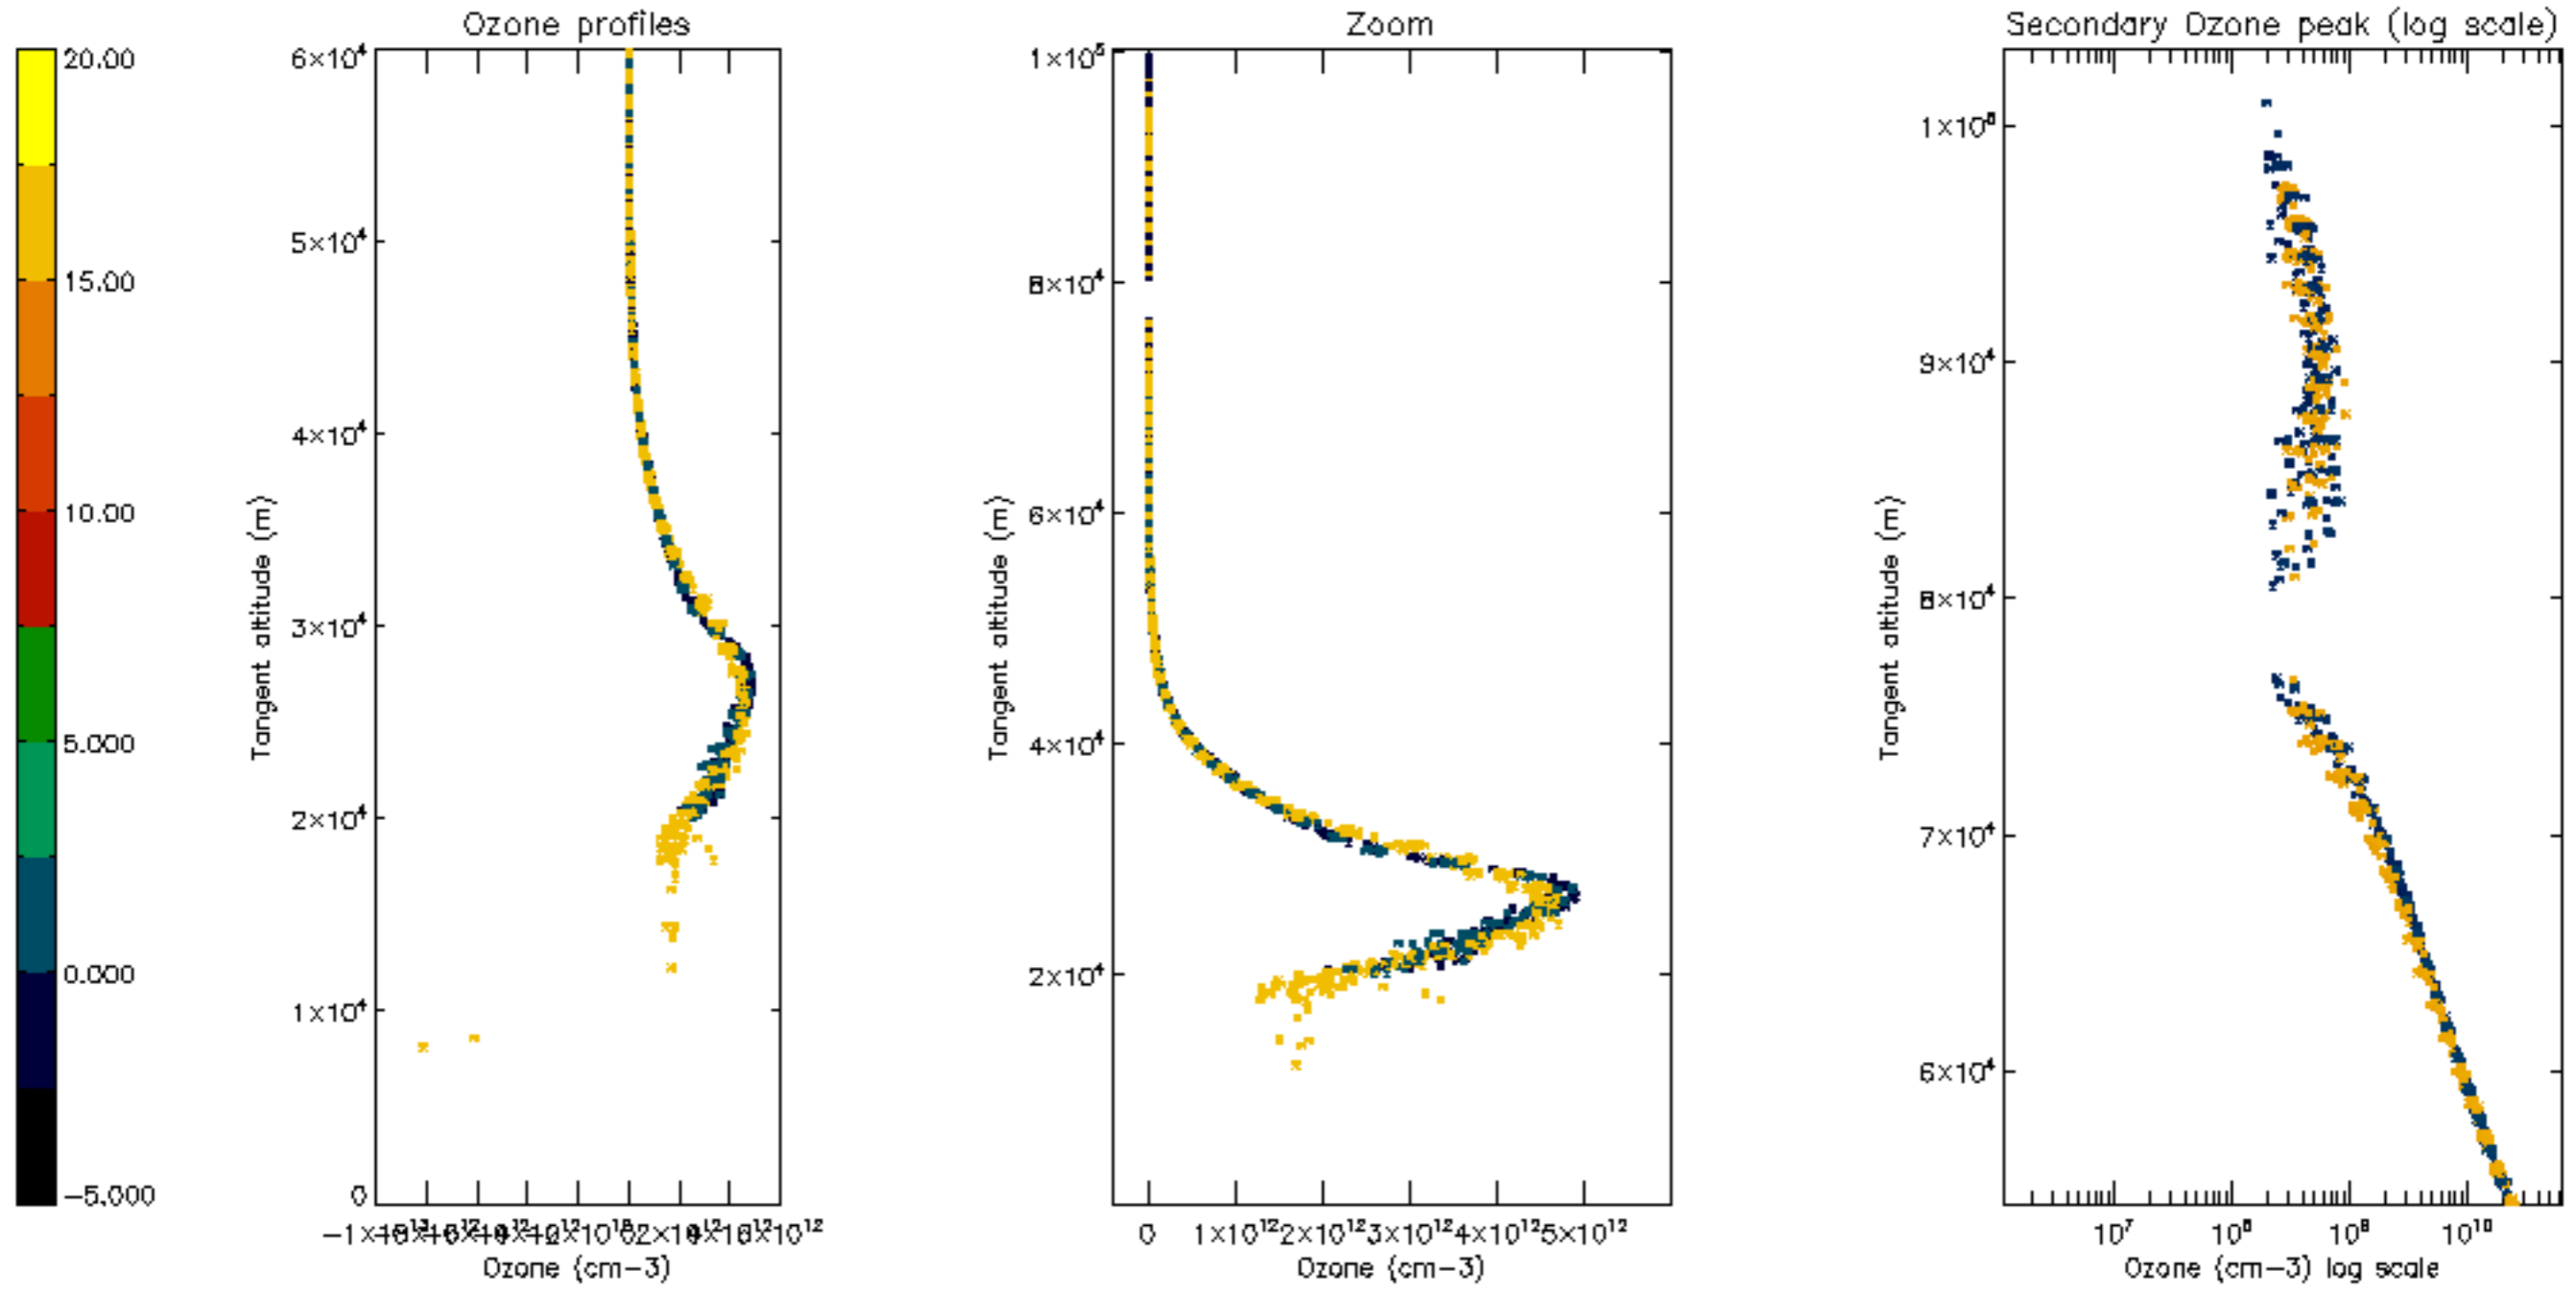 Ozone profiles
Zoom
Secondary Ozone peak (log scale)
20.00
15.00
10.00
5.000
0.000
−5.000
6×10⁴
5×10⁴
4×10⁴
3×10⁴
2×10⁴
1×10⁴
0
Tangent altitude (m)
Ozone (cm−3)
1×10⁵
8×10⁴
6×10⁴
4×10⁴
2×10⁴
Tangent altitude (m)
0 1×10¹² 2×10¹² 3×10¹² 4×10¹² 5×10¹²
Ozone (cm−3)
1×10⁵
9×10⁴
8×10⁴
7×10⁴
6×10⁴
Tangent altitude (m)
10⁷ 10⁸ 10⁹ 10¹⁰
Ozone (cm−3) log scale